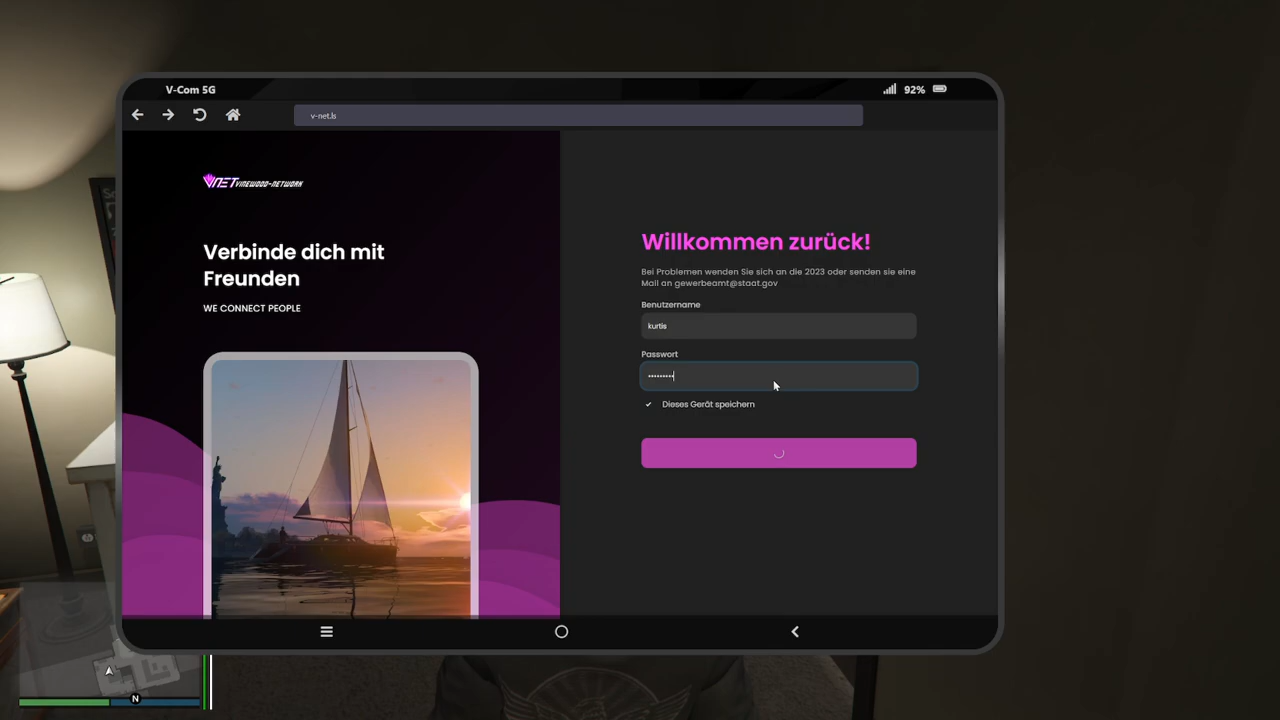 V-Com 5G
92%
v-net.ls
VNET VINEWOOD-NETWORK
Verbinde dich mit
Freunden
WE CONNECT PEOPLE
Willkommen zurück!
Bei Problemen wenden Sie sich an die 2023 oder senden sie eine
Mail an gewerbeamt@staat.gov
Benutzername
kurtis
Passwort
•••••••••
Dieses Gerät speichern
N